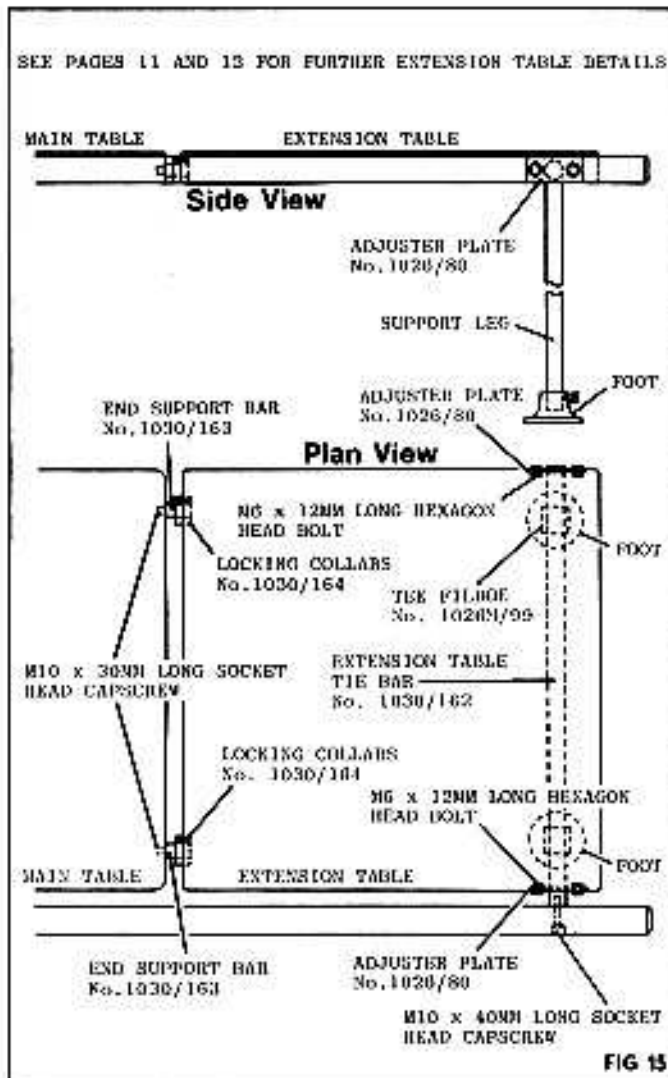 SEE PAGES 11 AND 13 FOR FURTHER EXTENSION TABLE DETAILS
MAIN TABLE
EXTENSION TABLE
Side View
ADJUSTER PLATE
No.1026/80
SUPPORT LEG
FOOT
ADJUSTER PLATE
No.1026/80
END SUPPORT BAR
No.1030/163
Plan View
M6 x 12MM LONG HEXAGON
HEAD BOLT
LOCKING COLLARS
No.1030/164
FOOT
TEE
No. 1026M/99
M10 x 30MM LONG SOCKET
HEAD CAPSCREW
EXTENSION TABLE
TIE BAR
No. 1030/162
LOCKING COLLARS
No. 1030/164
M6 x 12MM LONG HEXAGON
HEAD BOLT
FOOT
MAIN TABLE
EXTENSION TABLE
END SUPPORT BAR
No.1030/163
ADJUSTER PLATE
No.1026/80
M10 x 40MM LONG SOCKET
HEAD CAPSCREW
FIG 15